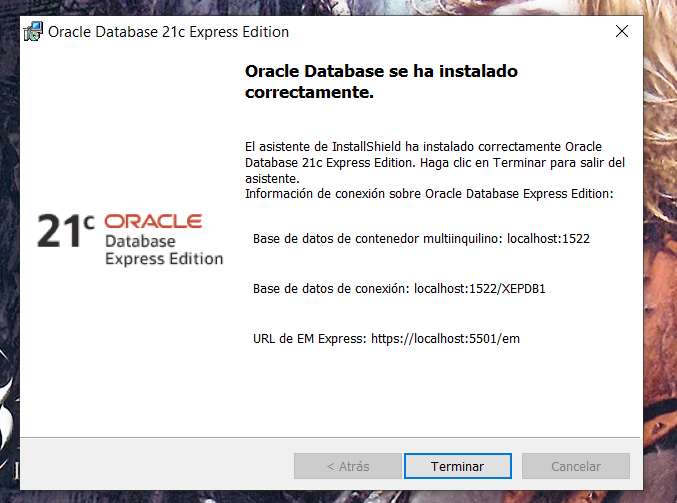 Oracle Database 21c Express Edition
Oracle Database se ha instalado
correctamente.
El asistente de InstallShield ha instalado correctamente Oracle
Database 21c Express Edition. Haga clic en Terminar para salir del
asistente.
Información de conexión sobre Oracle Database Express Edition:
21c ORACLE
Database
Express Edition
Base de datos de contenedor multiinquilino: localhost:1522
Base de datos de conexión: localhost:1522/XEPDB1
URL de EM Express: https://localhost:5501/em
< Atrás
Terminar
Cancelar